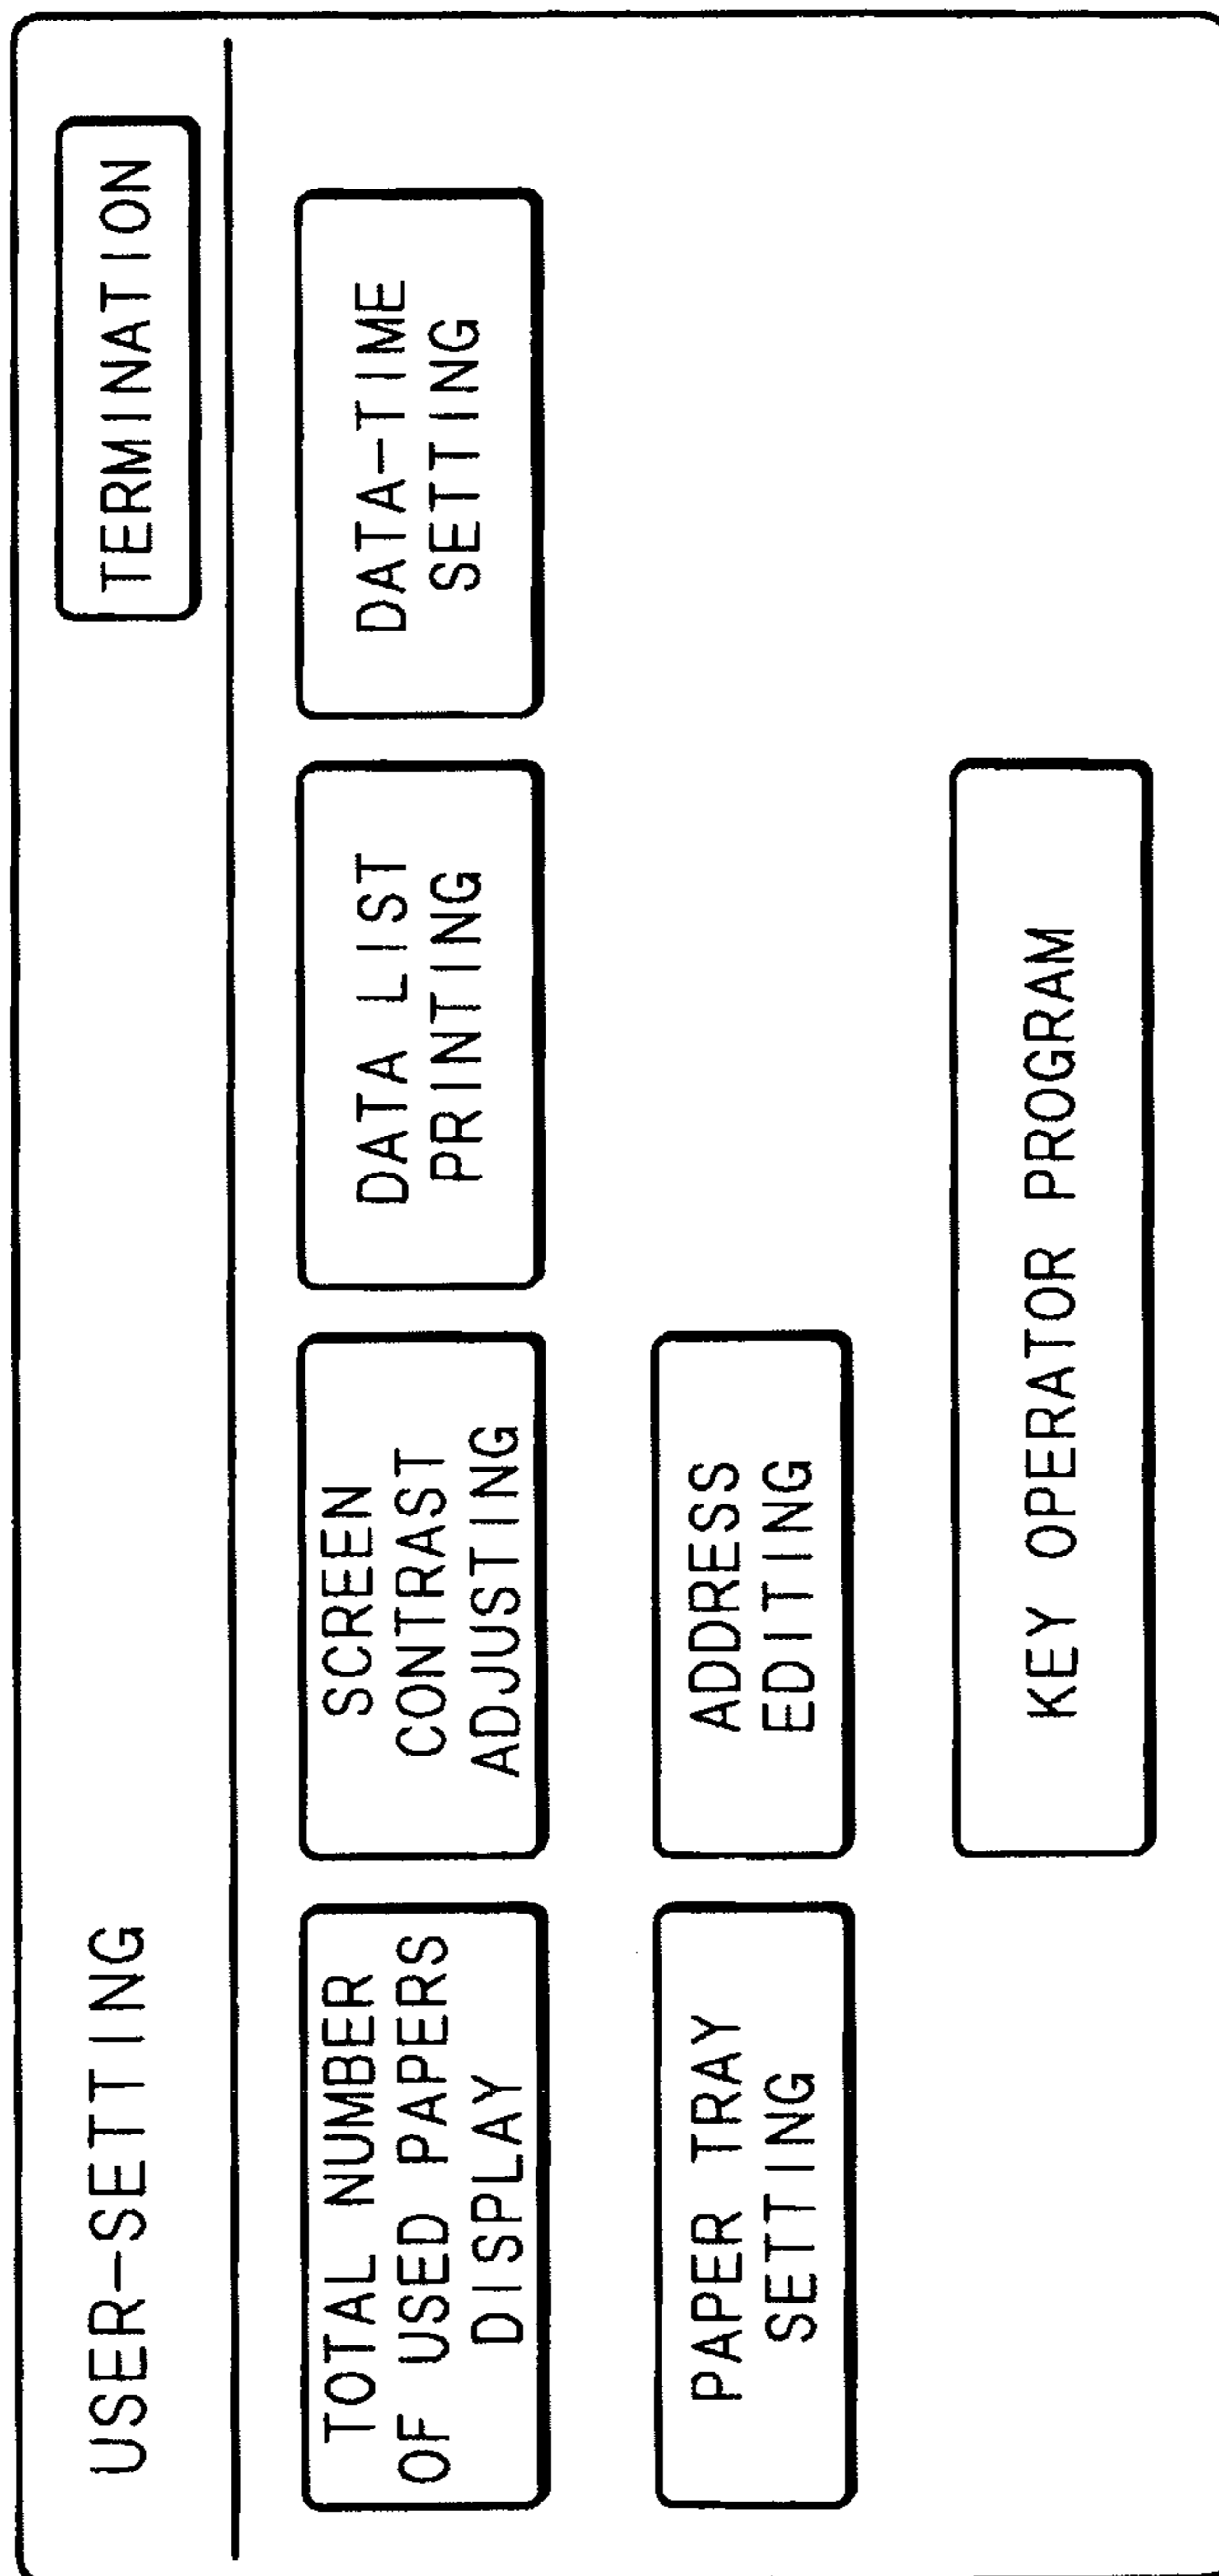 USER-SETTING
TERMINATION
TOTAL NUMBER
OF USED PAPERS
DISPLAY
SCREEN
CONTRAST
ADJUSTING
DATA LIST
PRINTING
DATA-TIME
SETTING
PAPER TRAY
SETTING
ADDRESS
EDITING
KEY OPERATOR PROGRAM